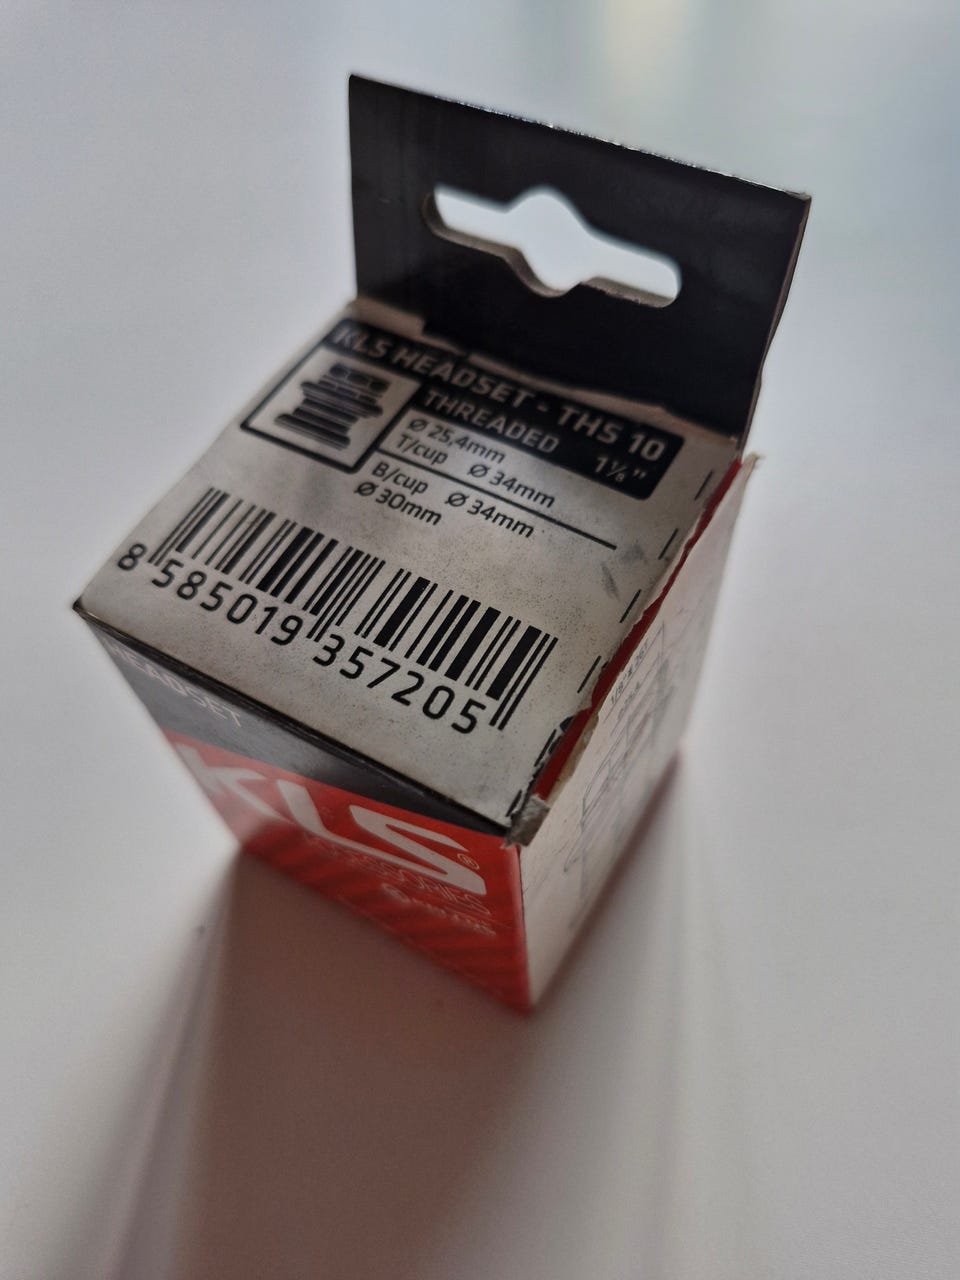 KLS HEADSET - THS 10
THREADED 1⅛"
Ø 25,4mm
T/cup Ø 34mm
B/cup Ø 34mm
Ø 30mm
8 585019 357205
HEADSET
KLS®
ACCESSORIES